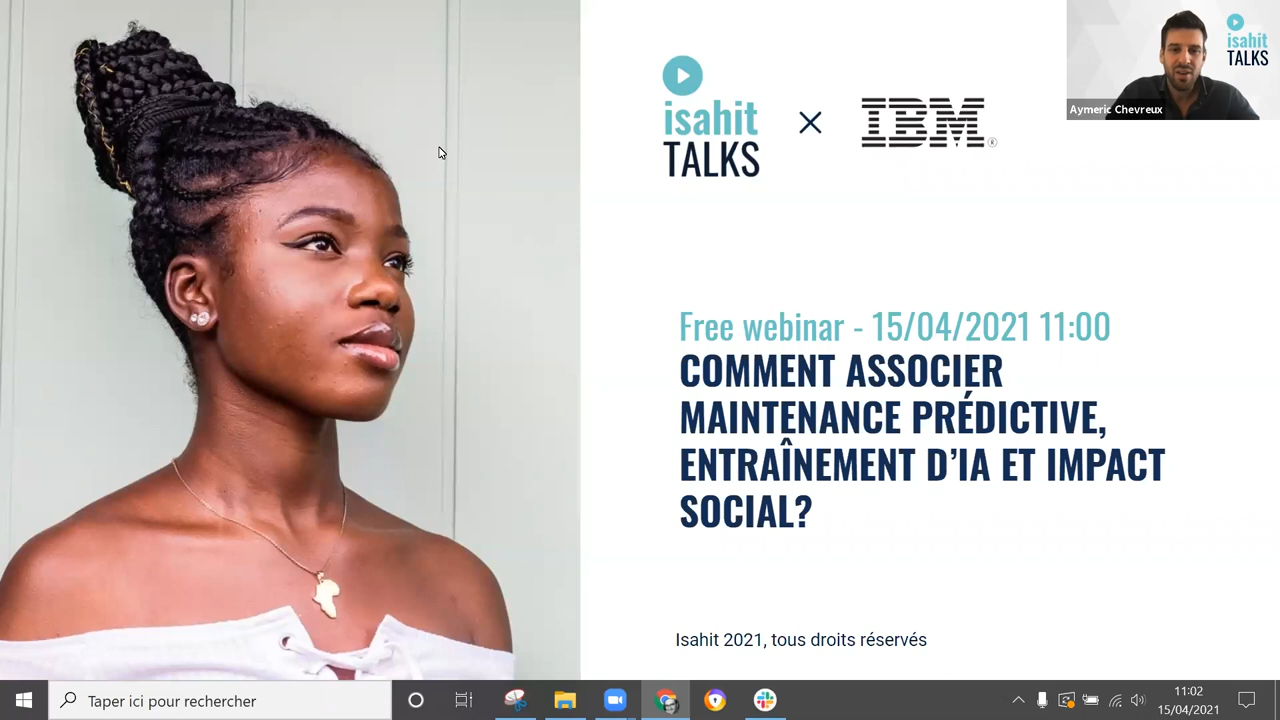 isahit
TALKS
IBM®
isahit
TALKS
Aymeric Chevreux
Free webinar - 15/04/2021 11:00
COMMENT ASSOCIER
MAINTENANCE PRÉDICTIVE,
ENTRAÎNEMENT D’IA ET IMPACT
SOCIAL?
Isahit 2021, tous droits réservés
Taper ici pour rechercher
11:02
15/04/2021